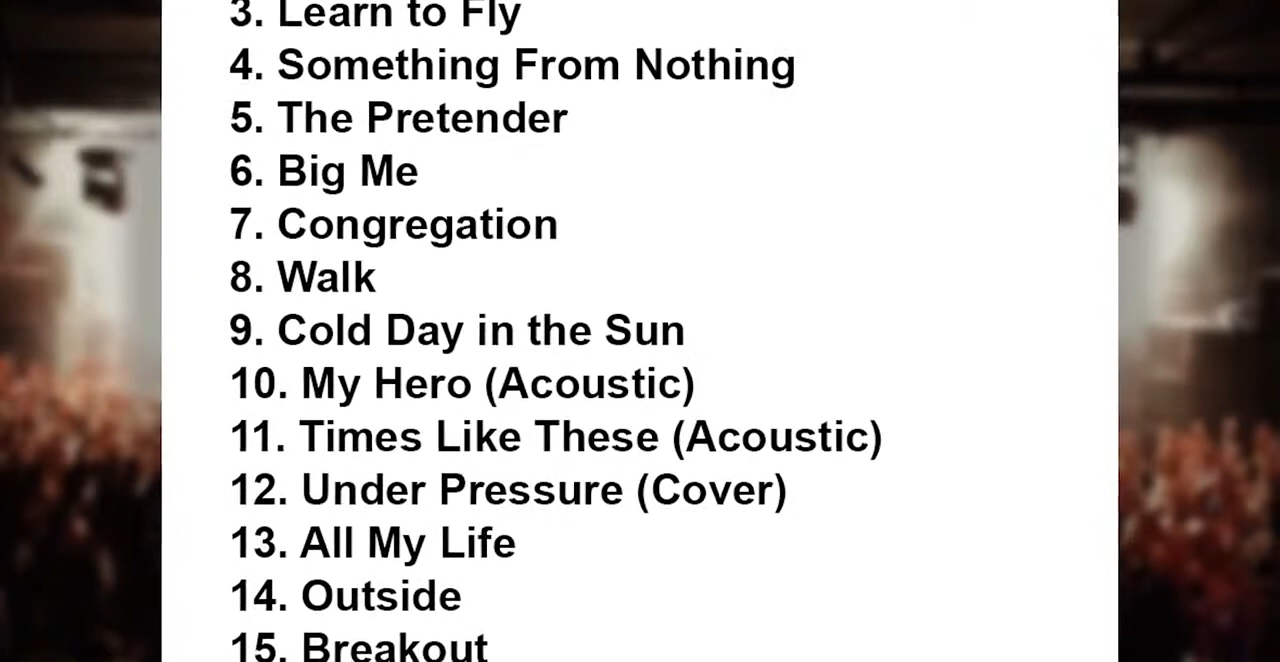 3. Learn to Fly
4. Something From Nothing
5. The Pretender
6. Big Me
7. Congregation
8. Walk
9. Cold Day in the Sun
10. My Hero (Acoustic)
11. Times Like These (Acoustic)
12. Under Pressure (Cover)
13. All My Life
14. Outside
15. Breakout